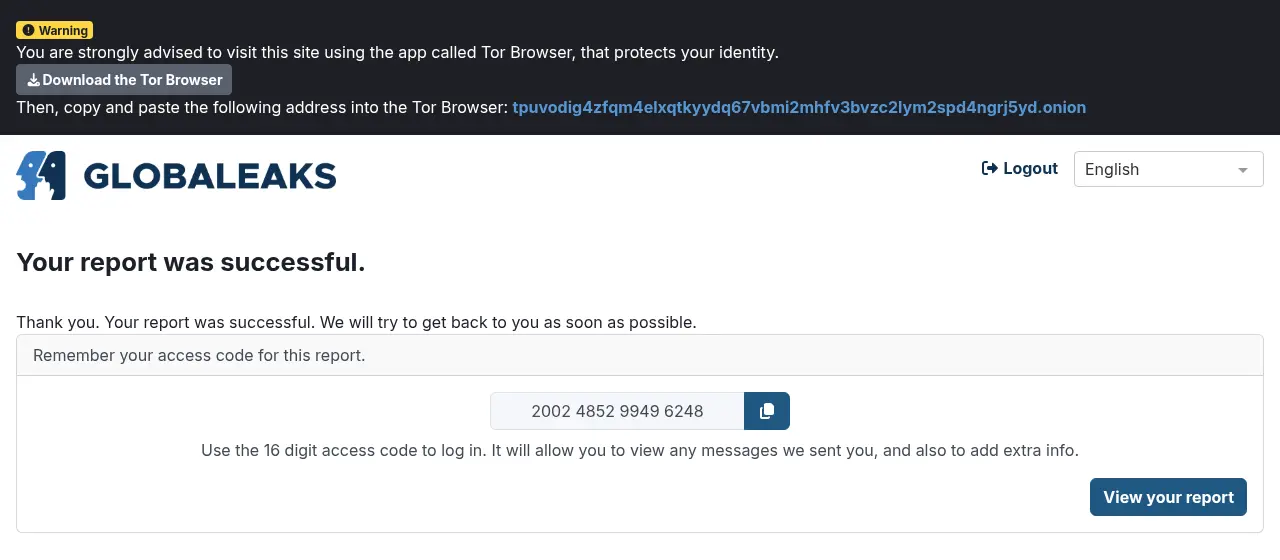 Warning
You are strongly advised to visit this site using the app called Tor Browser, that protects your identity.
Download the Tor Browser
Then, copy and paste the following address into the Tor Browser: tpuvodig4zfqm4elxqtkyydq67vbmi2mhfv3bvzc2lym2spd4ngrj5yd.onion
GLOBALEAKS
Logout
English
Your report was successful.
Thank you. Your report was successful. We will try to get back to you as soon as possible.
Remember your access code for this report.
2002 4852 9949 6248
Use the 16 digit access code to log in. It will allow you to view any messages we sent you, and also to add extra info.
View your report